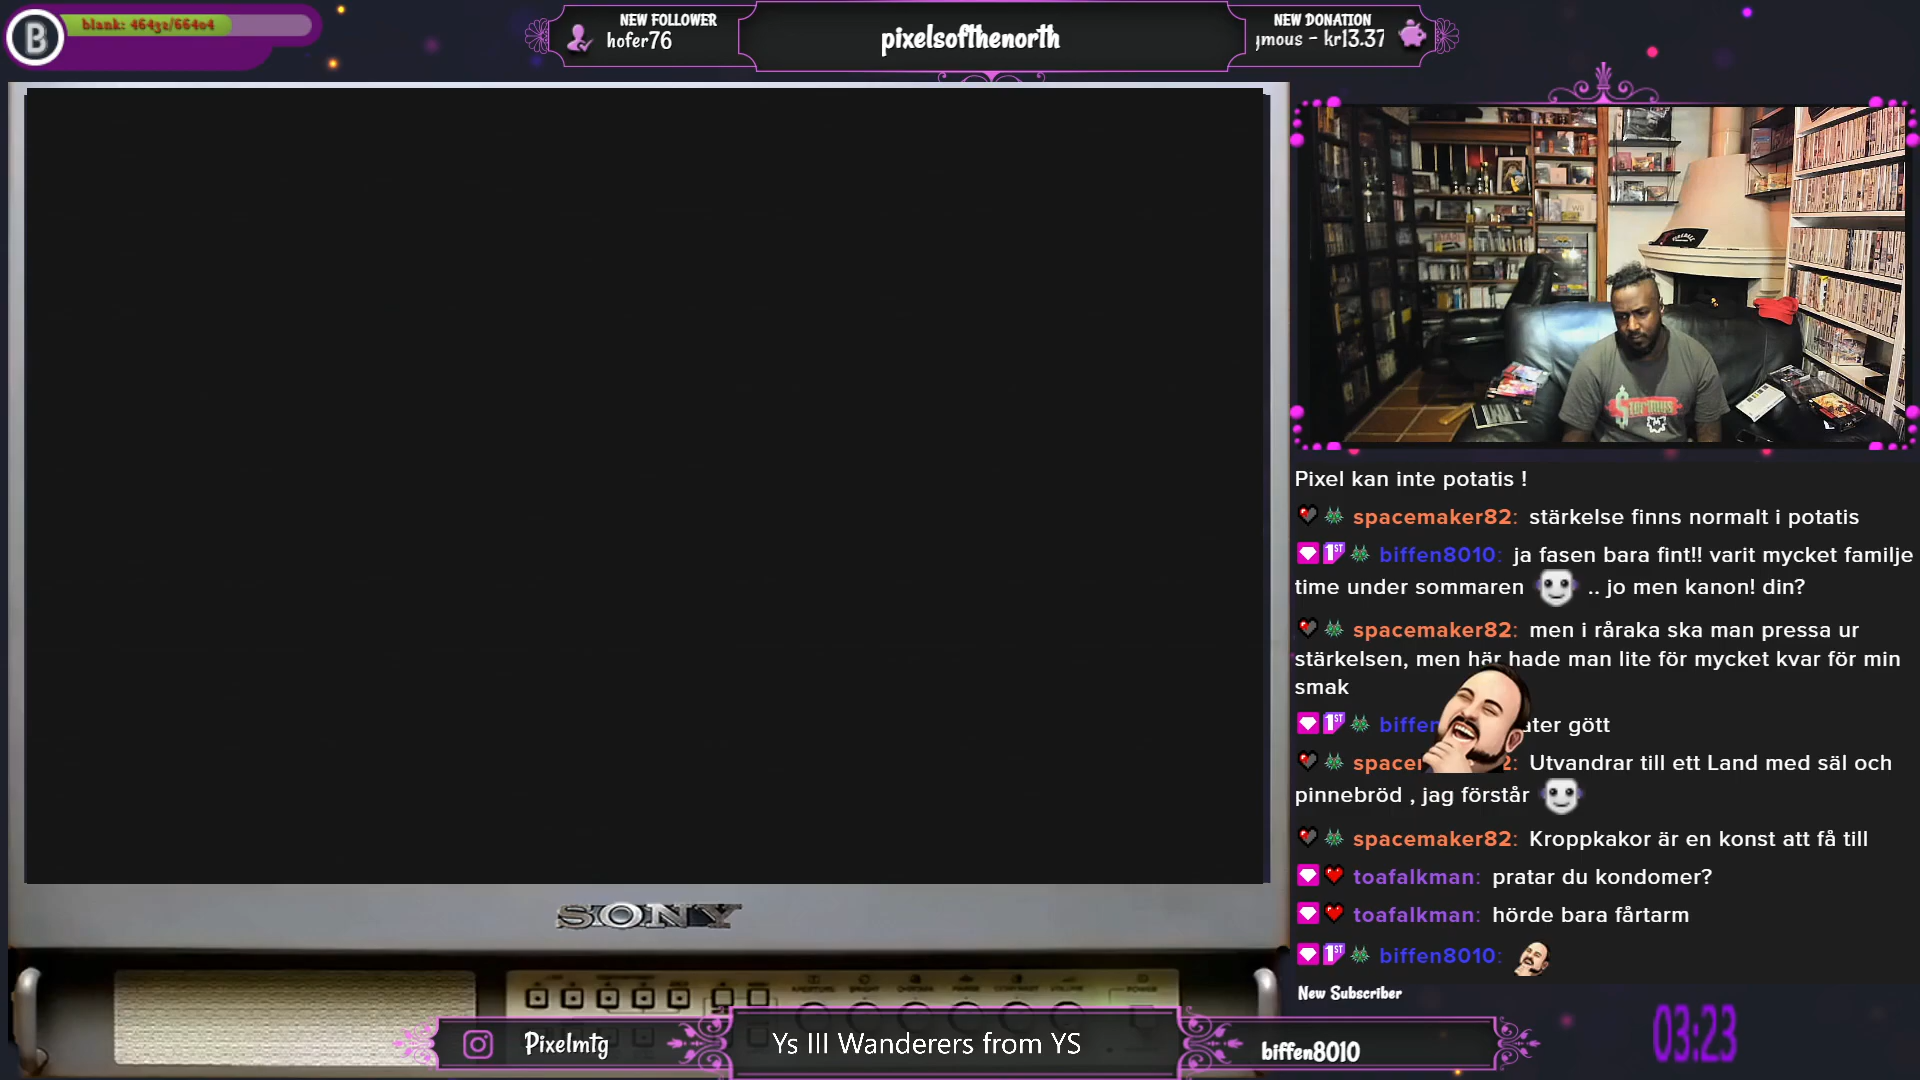 blank: 46432/66404
NEW FOLLOWER
hofer76
pixelsofthenorth
NEW DONATION
ymous - kr13.37
Pixel kan inte potatis !
spacemaker82: stärkelse finns normalt i potatis
1ST biffen8010: ja fasen bara fint!! varit mycket familje
time under sommaren .. jo men kanon! din?
spacemaker82: men i råraka ska man pressa ur
stärkelsen, men här hade man lite för mycket kvar för min
smak
1ST gött
Utvandrar till ett Land med säl och
pinnebröd , jag förstår
spacemaker82: Kroppkakor är en konst att få till
toafalkman: pratar du kondomer?
toafalkman: hörde bara fårtarm
1ST biffen8010:
New Subscriber
SONY
Pixelmtg
Ys III Wanderers from YS
biffen8010
03:23